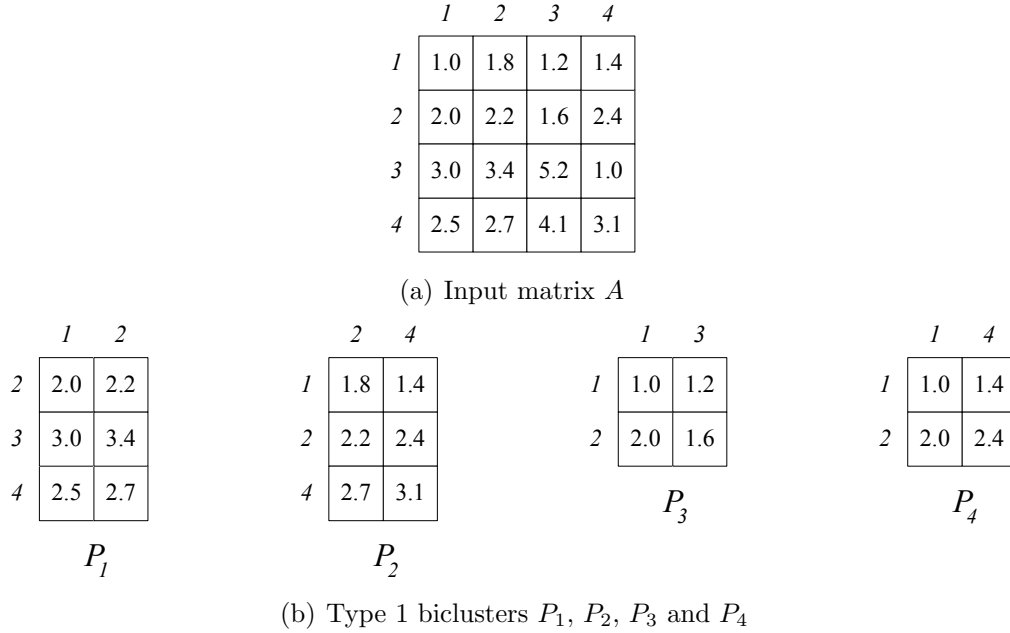 1 2 3 4
1 1.0 1.8 1.2 1.4
2 2.0 2.2 1.6 2.4
3 3.0 3.4 5.2 1.0
4 2.5 2.7 4.1 3.1
(a) Input matrix A
1 2
2 2.0 2.2
3 3.0 3.4
4 2.5 2.7
P1
2 4
1 1.8 1.4
2 2.2 2.4
4 2.7 3.1
P2
1 3
1 1.0 1.2
2 2.0 1.6
P3
1 4
1 1.0 1.4
2 2.0 2.4
P4
(b) Type 1 biclusters P1, P2, P3 and P4